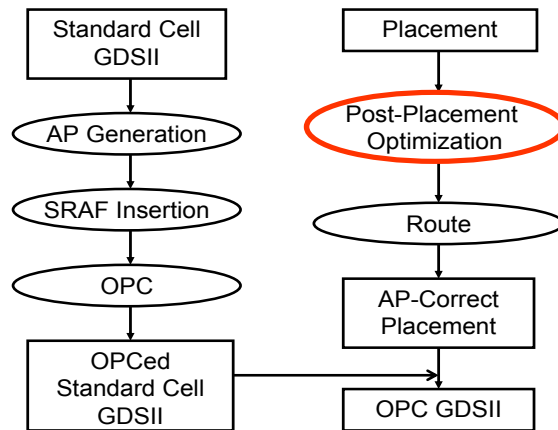 Standard Cell
GDSII
AP Generation
SRAF Insertion
OPC
OPCed
Standard Cell
GDSII
Placement
Post-Placement
Optimization
Route
AP-Correct
Placement
OPC GDSII